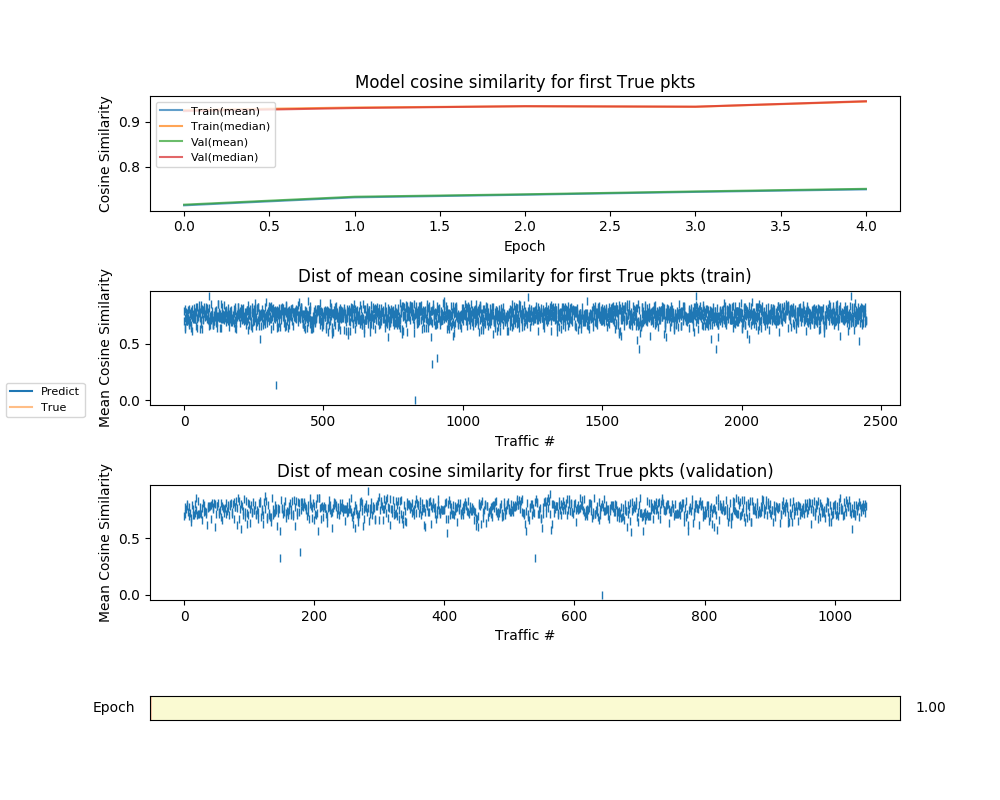 Model cosine similarity for first True pkts
Cosine Similarity
0.9
0.8
Train(mean)
Train(median)
Val(mean)
Val(median)
0.0 0.5 1.0 1.5 2.0 2.5 3.0 3.5 4.0
Epoch
Dist of mean cosine similarity for first True pkts (train)
Mean Cosine Similarity
0.5
0.0
Predict
True
0 500 1000 1500 2000 2500
Traffic #
Dist of mean cosine similarity for first True pkts (validation)
Mean Cosine Similarity
0.5
0.0
0 200 400 600 800 1000
Traffic #
Epoch 1.00